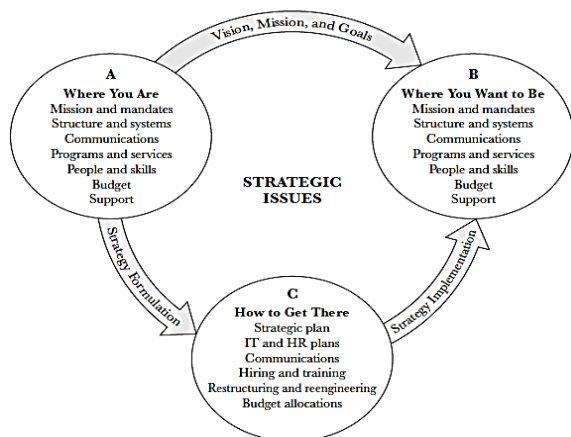 Vision, Mission, and Goals
A
Where You Are
Mission and mandates
Structure and systems
Communications
Programs and services
People and skills
Budget
Support
B
Where You Want to Be
Mission and mandates
Structure and systems
Communications
Programs and services
People and skills
Budget
Support
STRATEGIC
ISSUES
Strategy Formulation
C
How to Get There
Strategic plan
IT and HR plans
Communications
Hiring and training
Restructuring and reengineering
Budget allocations
Strategy Implementation